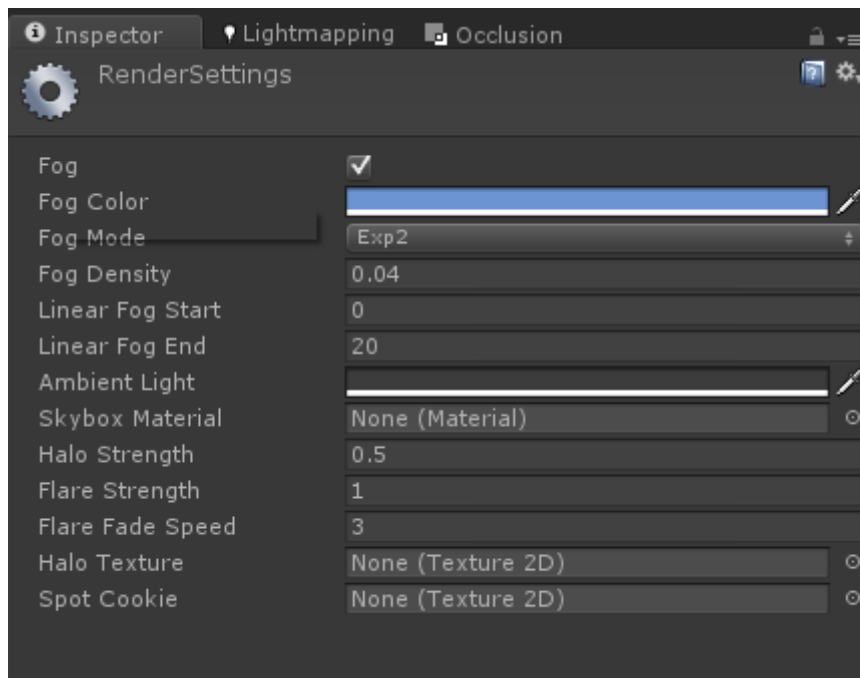 Inspector Lightmapping Occlusion
RenderSettings
Fog
Fog Color
Fog Mode Exp2
Fog Density 0.04
Linear Fog Start 0
Linear Fog End 20
Ambient Light
Skybox Material None (Material)
Halo Strength 0.5
Flare Strength 1
Flare Fade Speed 3
Halo Texture None (Texture 2D)
Spot Cookie None (Texture 2D)